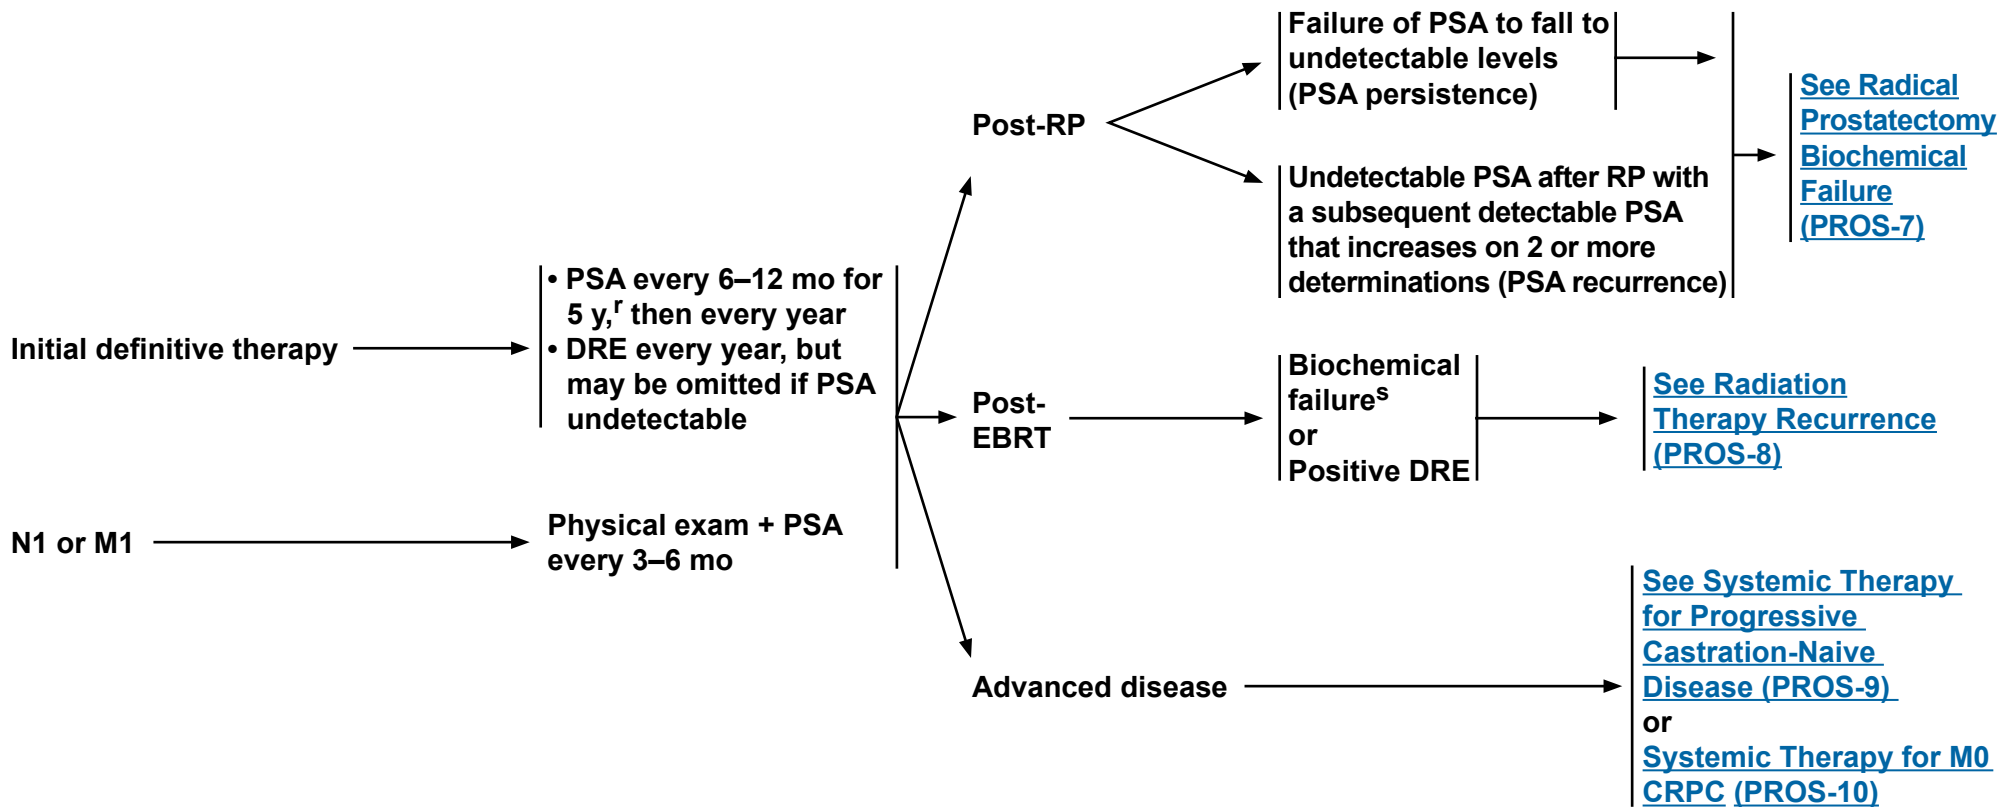 Initial definitive therapy
• PSA every 6–12 mo for
5 y,r then every year
• DRE every year, but
may be omitted if PSA
undetectable
N1 or M1
Physical exam + PSA
every 3–6 mo
Post-RP
Failure of PSA to fall to
undetectable levels
(PSA persistence)
Undetectable PSA after RP with
a subsequent detectable PSA
that increases on 2 or more
determinations (PSA recurrence)
See Radical
Prostatectomy
Biochemical
Failure
(PROS-7)
Post-
EBRT
Biochemical
failures
or
Positive DRE
See Radiation
Therapy Recurrence
(PROS-8)
Advanced disease
See Systemic Therapy
for Progressive
Castration-Naive
Disease (PROS-9)
or
Systemic Therapy for M0
CRPC (PROS-10)